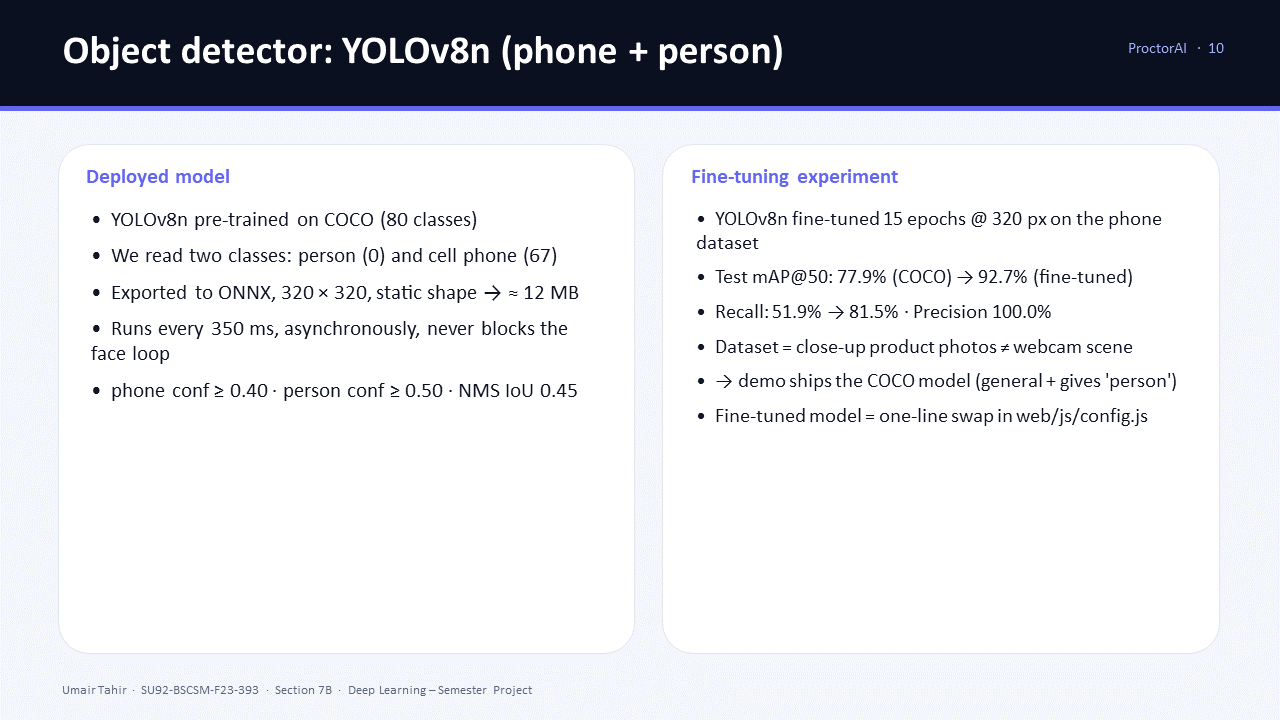 Object detector: YOLOv8n (phone + person)
ProctorAI · 10
Deployed model
• YOLOv8n pre-trained on COCO (80 classes)
• We read two classes: person (0) and cell phone (67)
• Exported to ONNX, 320 × 320, static shape → ≈ 12 MB
• Runs every 350 ms, asynchronously, never blocks the
face loop
• phone conf ≥ 0.40 · person conf ≥ 0.50 · NMS IoU 0.45
Fine-tuning experiment
• YOLOv8n fine-tuned 15 epochs @ 320 px on the phone
dataset
• Test mAP@50: 77.9% (COCO) → 92.7% (fine-tuned)
• Recall: 51.9% → 81.5% · Precision 100.0%
• Dataset = close-up product photos ≠ webcam scene
• → demo ships the COCO model (general + gives 'person')
• Fine-tuned model = one-line swap in web/js/config.js
Umair Tahir · SU92-BSCSM-F23-393 · Section 7B · Deep Learning – Semester Project